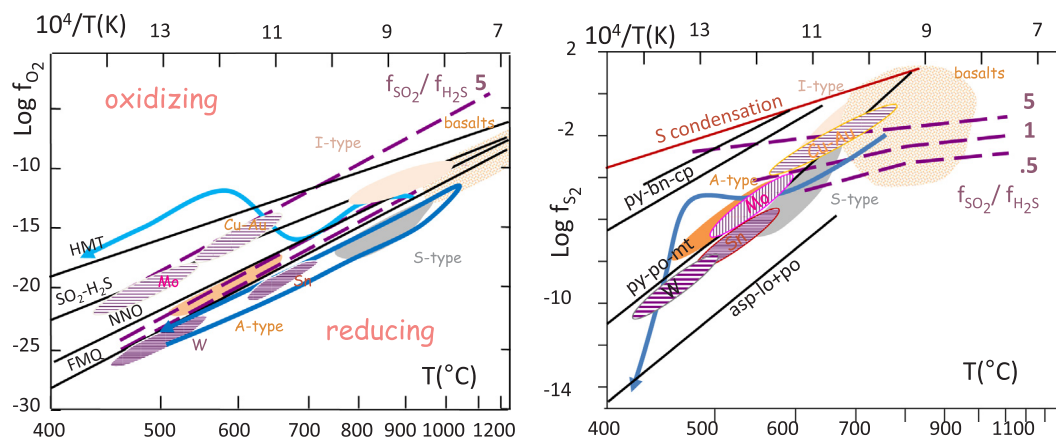 10⁴/T(K)
13
11
9
7
Log fO₂
oxidizing
fSO₂/ fH₂S 5
basalts
I-type
-10
-15
-20
-25
-30
HMT
Cu-Au
Mo
SO₂-H₂S
NNO
FMQ
S-type
Sn
A-type
W
reducing
T(°C)
400
500
600
700
800
900
1000
1200
10⁴/T(K)
13
11
9
7
2
-2
-6
-10
-14
Log fS₂
basalts
I-type
S condensation
5
1
.5
fSO₂/ fH₂S
Cu-Au
py-bn-cp
A-type
Mo
S-type
Sn
py-po-mt
W
asp-lo+po
T(°C)
400
500
600
700
900
1100